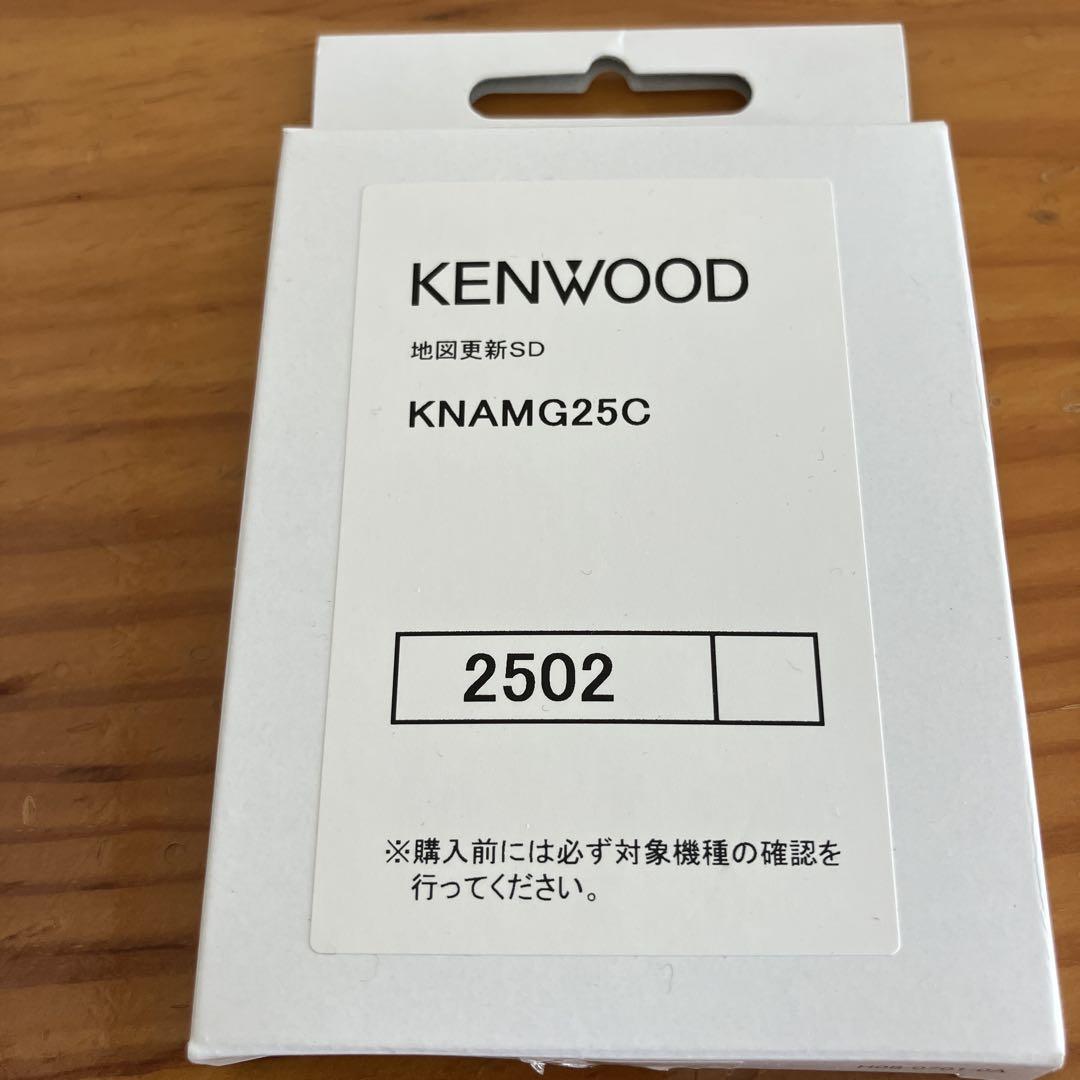 KENWOOD
地図更新SD
KNAMG25C
2502
※購入前には必ず対象機種の確認を
行ってください。